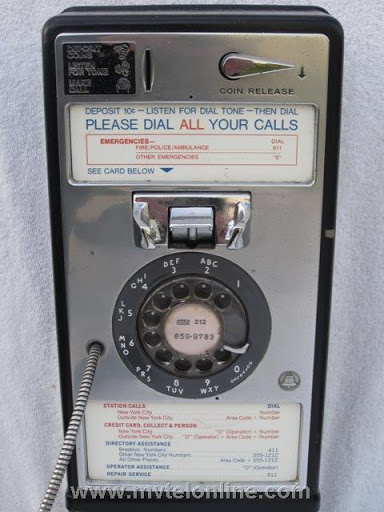 DEPOSIT
COINS
LISTEN
FOR TONE
MAKE
CALL
COIN RELEASE
DEPOSIT 10¢ — LISTEN FOR DIAL TONE — THEN DIAL
PLEASE DIAL ALL YOUR CALLS
EMERGENCIES— DIAL
FIRE/POLICE/AMBULANCE 911
OTHER EMERGENCIES "0"
SEE CARD BELOW
ABC 2
DEF 3
GHI 4
JKL 5
MNO 6
PRS 7
TUV 8
WXY 9
OPERATOR 0
1
212
859-9783
STATION CALLS DIAL
New York City Number
Outside New York City Area Code + Number
CREDIT CARD, COLLECT & PERSON
New York City "0" (Operator) + Number
Outside New York City "0" (Operator) + Area Code + Number
DIRECTORY ASSISTANCE
Brooklyn Numbers 411
Other New York City Numbers 555-1212
All Other Places Area Code + 555-1212
OPERATOR ASSISTANCE "0" (Operator)
REPAIR SERVICE 611
www.mytelonline.com